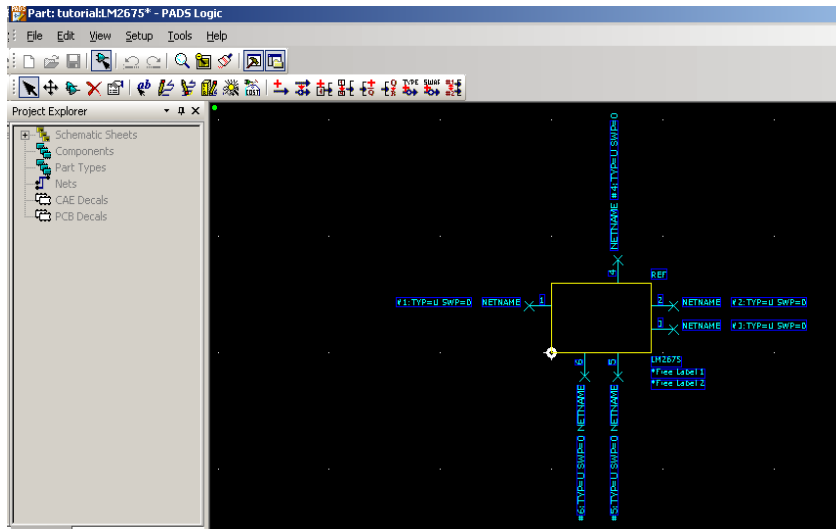 Part: tutorial:LM2675* - PADS Logic
File Edit View Setup Tools Help
Project Explorer
Schematic Sheets
Components
Part Types
Nets
CAE Decals
PCB Decals
NETNAME #4:TYP=U SWP=0
4
REF
#1:TYP=U SWP=0 NETNAME 1
2 NETNAME #2:TYP=U SWP=0
3 NETNAME #3:TYP=U SWP=0
LM2675
*Free Label 1
*Free Label 2
6
5
#6:TYP=U SWP=0 NETNAME
#5:TYP=U SWP=0 NETNAME